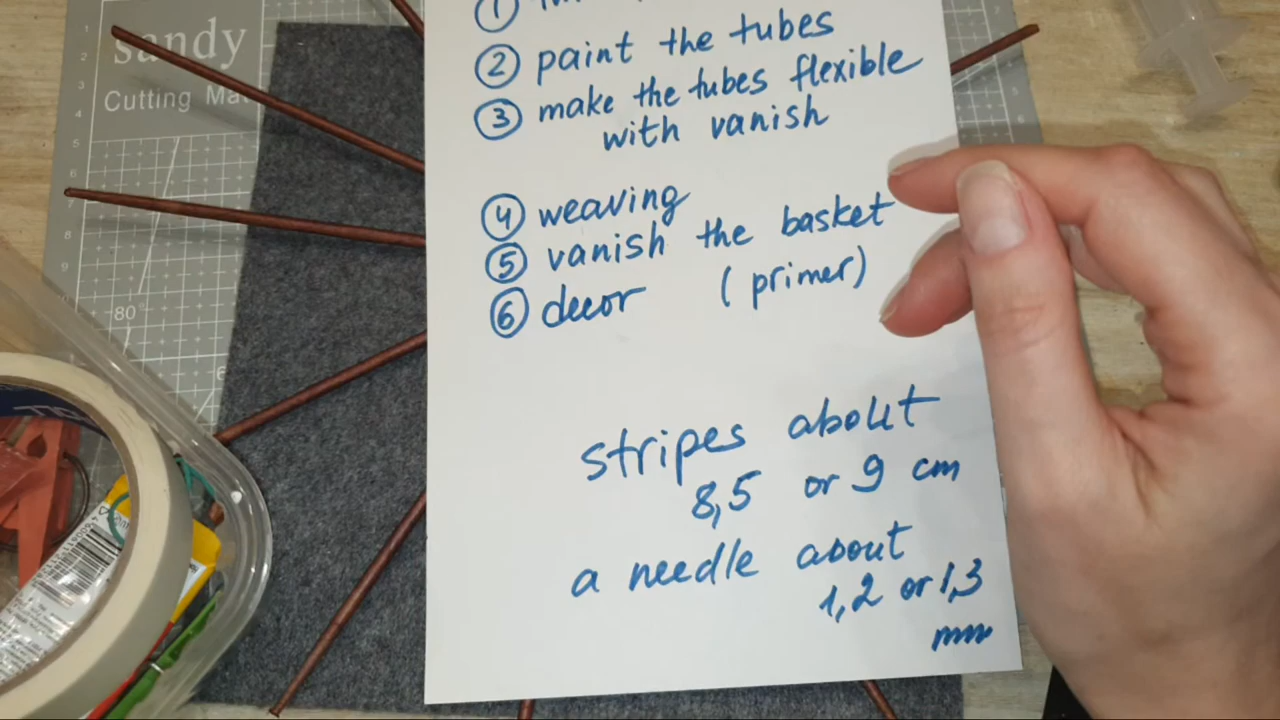 sandy
Cutting Ma
①
② paint the tubes
③ make the tubes flexible
with vanish
④ weaving
⑤ vanish the basket
(primer)
⑥ decor
stripes about
8,5 or 9 cm
a needle about
1,2 or 1,3
mm
80